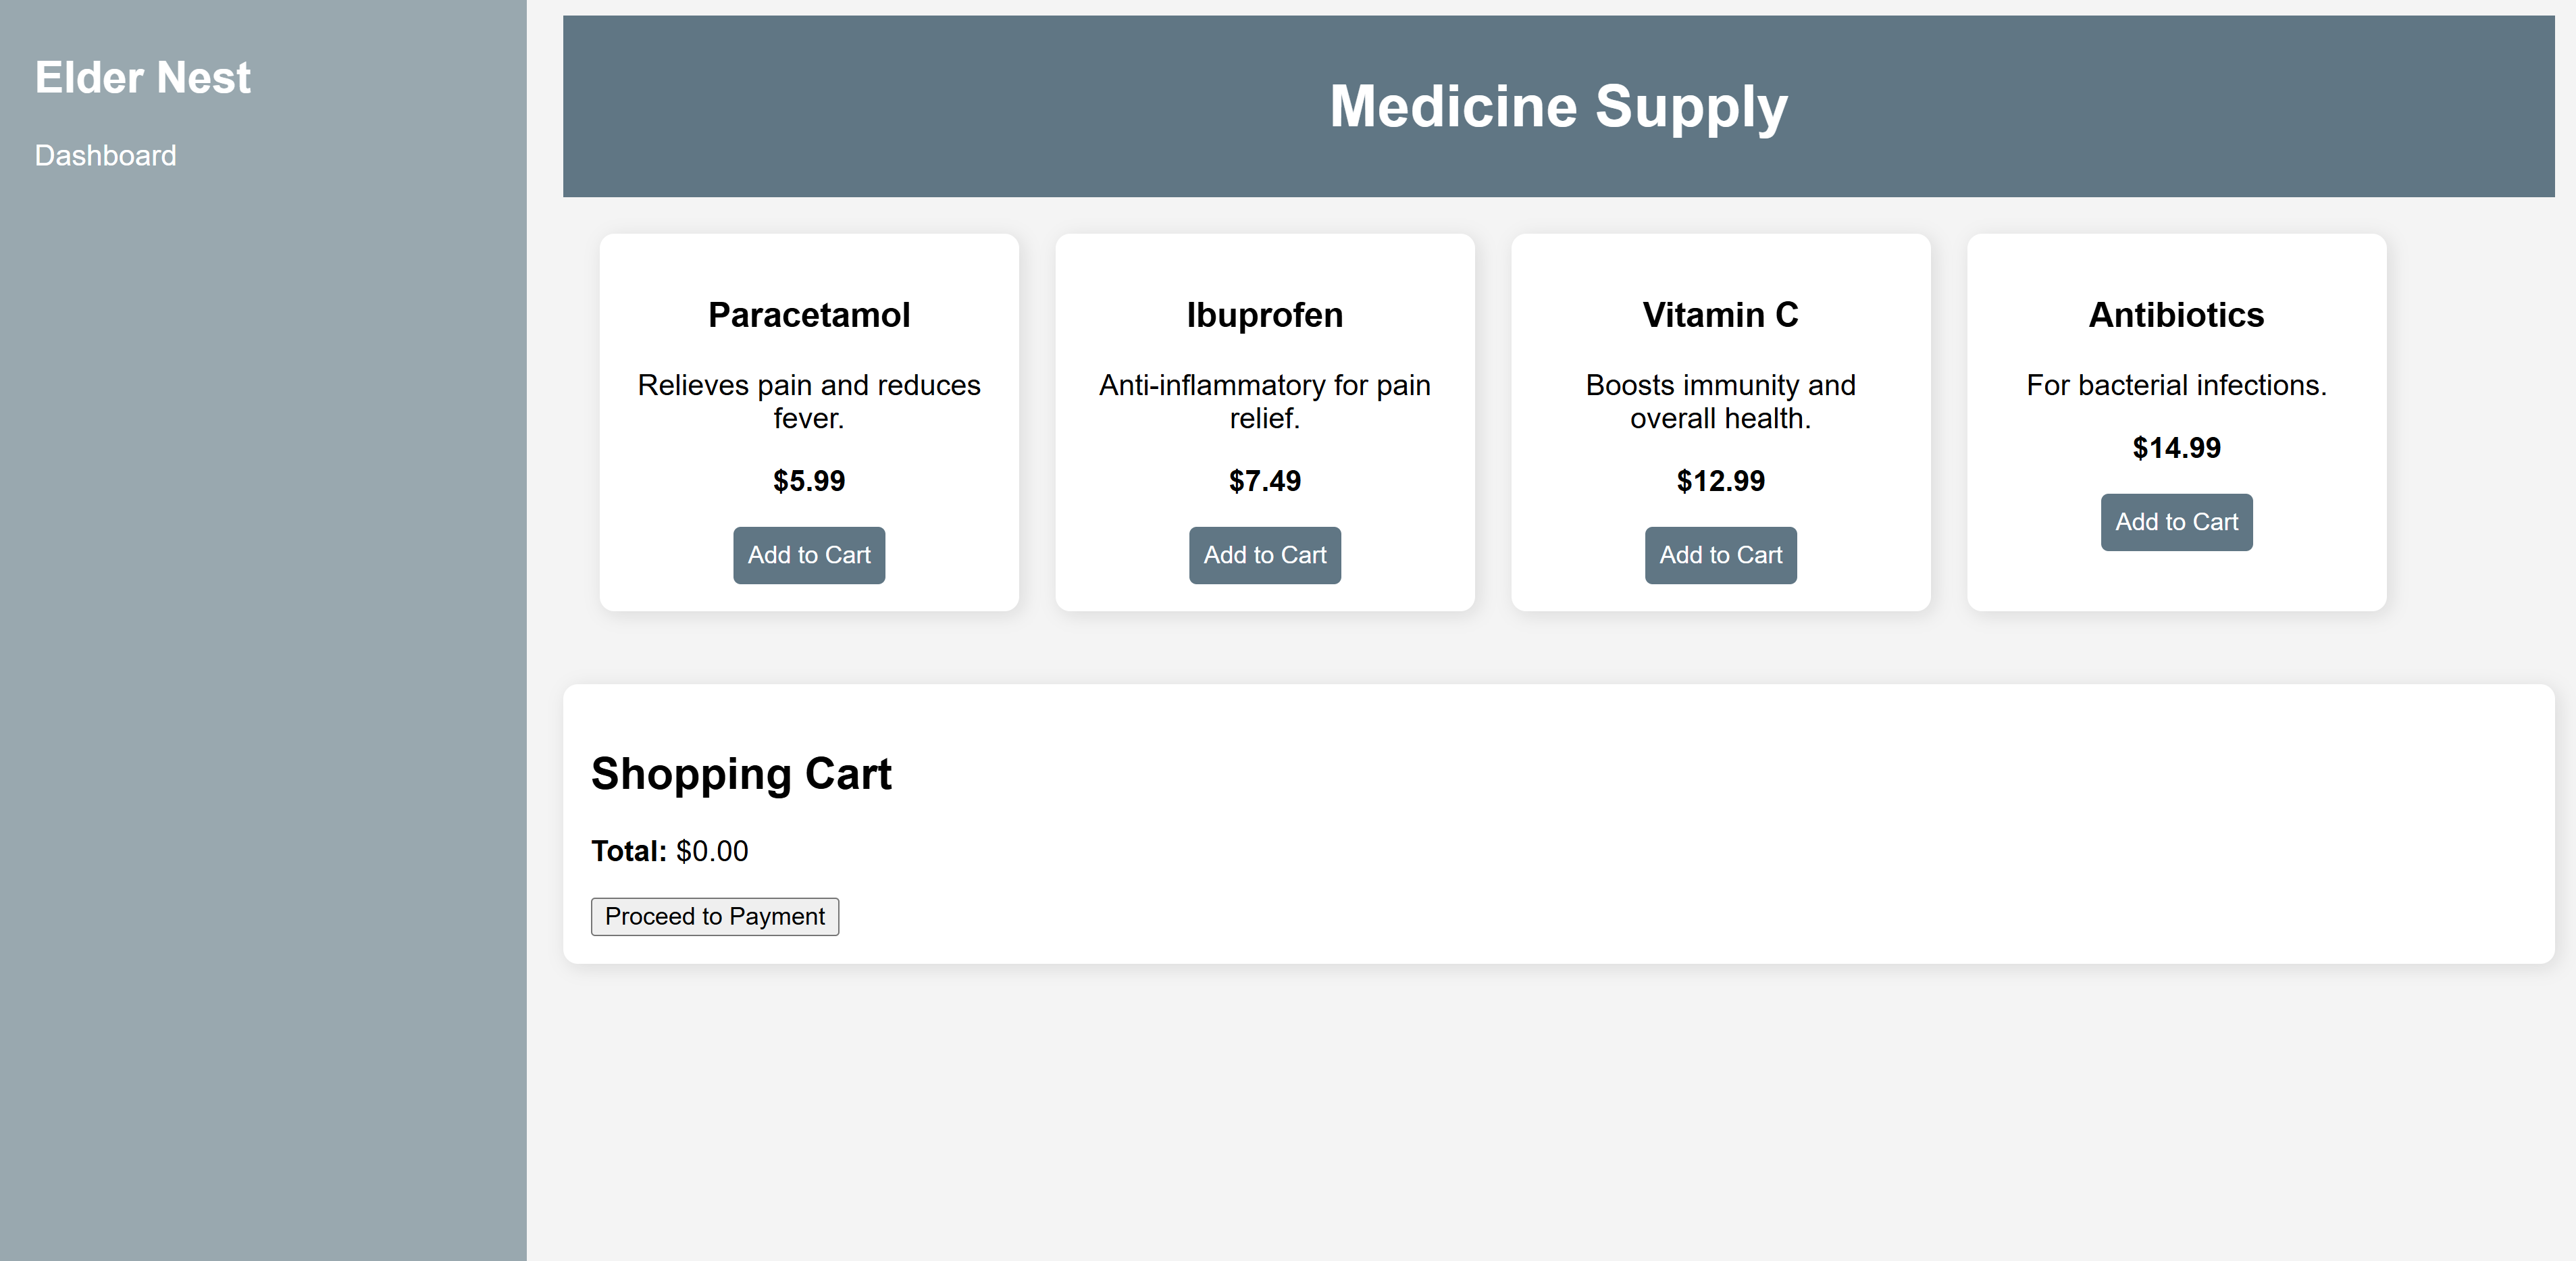 Elder Nest
Dashboard
Medicine Supply
Paracetamol
Relieves pain and reduces
fever.
$5.99
Add to Cart
Ibuprofen
Anti-inflammatory for pain
relief.
$7.49
Add to Cart
Vitamin C
Boosts immunity and
overall health.
$12.99
Add to Cart
Antibiotics
For bacterial infections.
$14.99
Add to Cart
Shopping Cart
Total: $0.00
Proceed to Payment